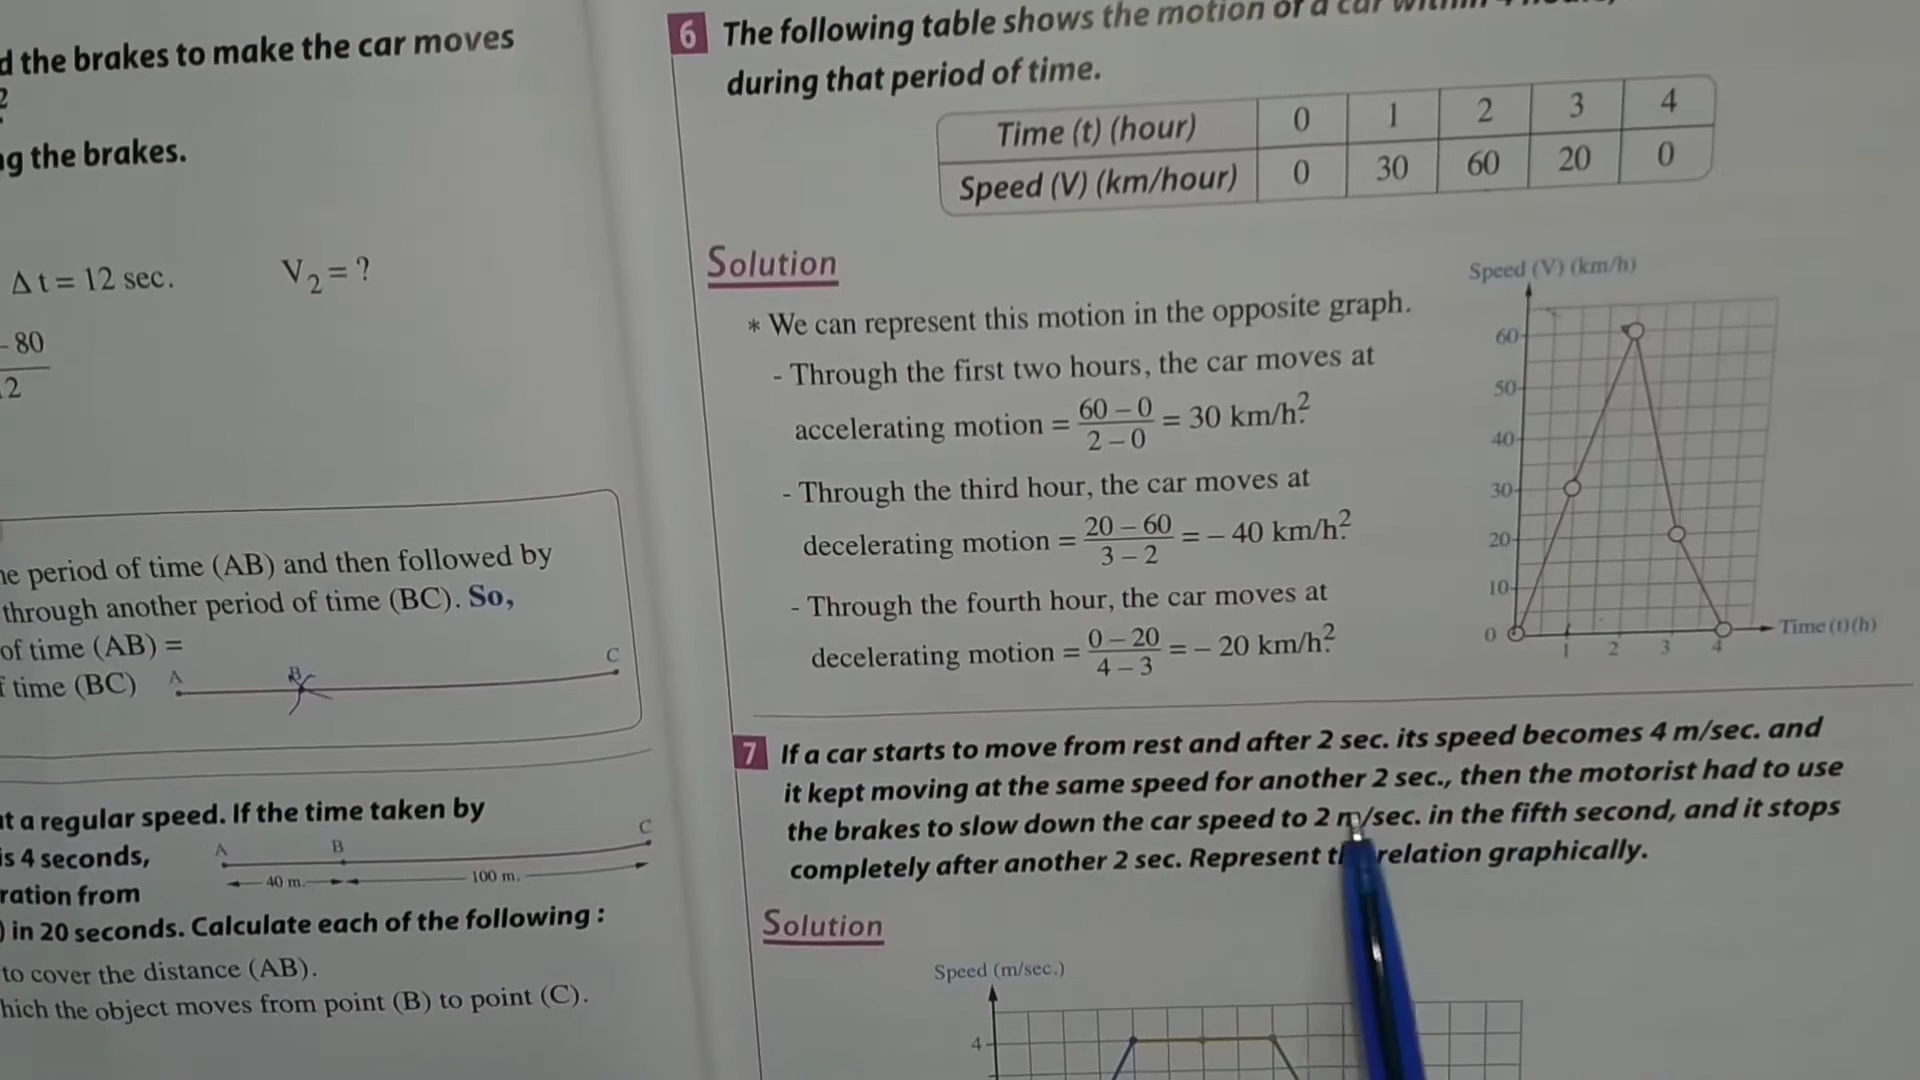 d the brakes to make the car moves
2
ng the brakes.
Δt = 12 sec. V₂ = ?
– 80
2
ne period of time (AB) and then followed by
through another period of time (BC). So,
of time (AB) =
f time (BC)
A B C
at a regular speed. If the time taken by
is 4 seconds,
A B C
40 m. 100 m.
ration from
) in 20 seconds. Calculate each of the following :
to cover the distance (AB).
hich the object moves from point (B) to point (C).
6 The following table shows the motion of a car within 4
during that period of time.
Time (t) (hour) 0 1 2 3 4
Speed (V) (km/hour) 0 30 60 20 0
Solution
* We can represent this motion in the opposite graph.
- Through the first two hours, the car moves at
accelerating motion = (60 – 0)/(2 – 0) = 30 km/h².
- Through the third hour, the car moves at
decelerating motion = (20 – 60)/(3 – 2) = – 40 km/h².
- Through the fourth hour, the car moves at
decelerating motion = (0 – 20)/(4 – 3) = – 20 km/h².
Speed (V) (km/h)
60
50
40
30
20
10
0
1 2 3 4
Time (t) (h)
7 If a car starts to move from rest and after 2 sec. its speed becomes 4 m/sec. and
it kept moving at the same speed for another 2 sec., then the motorist had to use
the brakes to slow down the car speed to 2 m/sec. in the fifth second, and it stops
completely after another 2 sec. Represent relation graphically.
Solution
Speed (m/sec.)
4